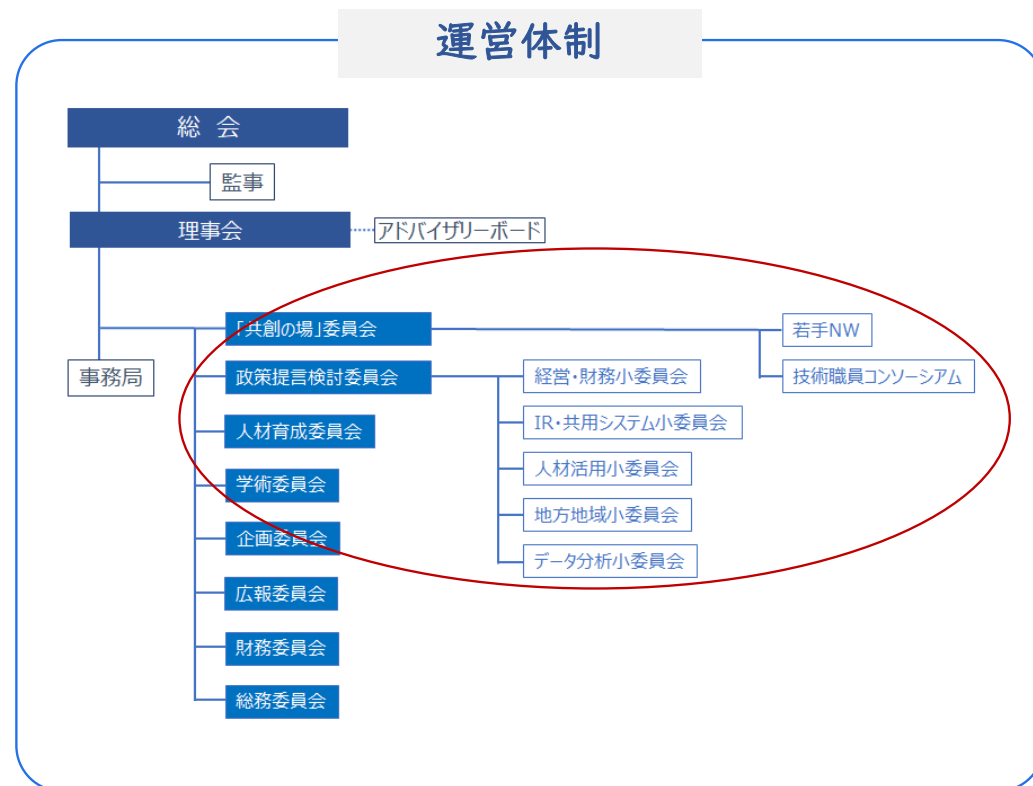 運営体制
総 会
監事
理事会
アドバイザリーボード
「共創の場」委員会
若手NW
事務局
政策提言検討委員会
経営・財務小委員会
技術職員コンソーシアム
人材育成委員会
IR・共用システム小委員会
人材活用小委員会
学術委員会
地方地域小委員会
企画委員会
データ分析小委員会
広報委員会
財務委員会
総務委員会